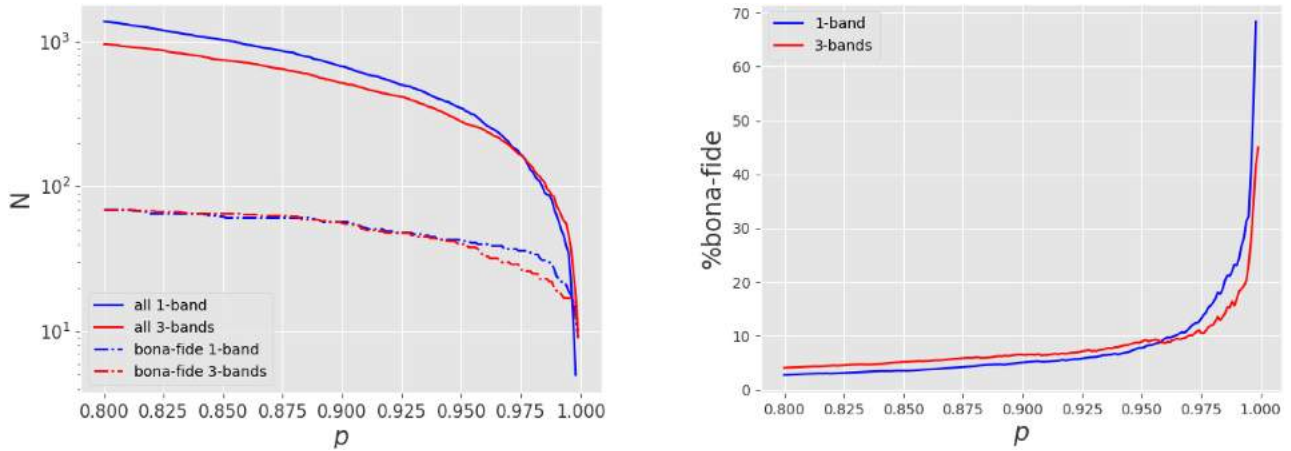 10³
10²
10¹
N
all 1-band
all 3-bands
bona-fide 1-band
bona-fide 3-bands
0.800 0.825 0.850 0.875 0.900 0.925 0.950 0.975 1.000
p
70
60
50
40
30
20
10
0
%bona-fide
1-band
3-bands
0.800 0.825 0.850 0.875 0.900 0.925 0.950 0.975 1.000
p